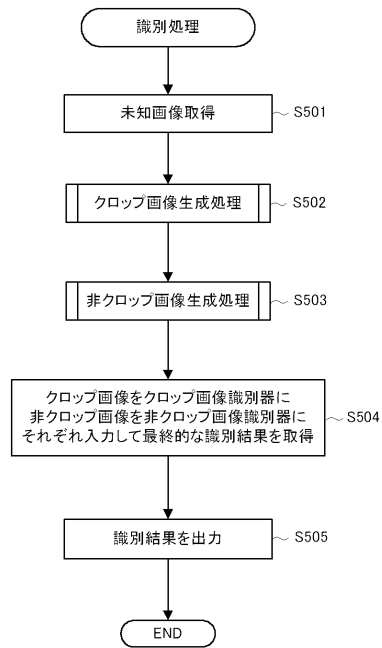 識別処理
未知画像取得
S501
クロップ画像生成処理
S502
非クロップ画像生成処理
S503
クロップ画像をクロップ画像識別器に
非クロップ画像を非クロップ画像識別器に
それぞれ入力して最終的な識別結果を取得
S504
識別結果を出力
S505
END